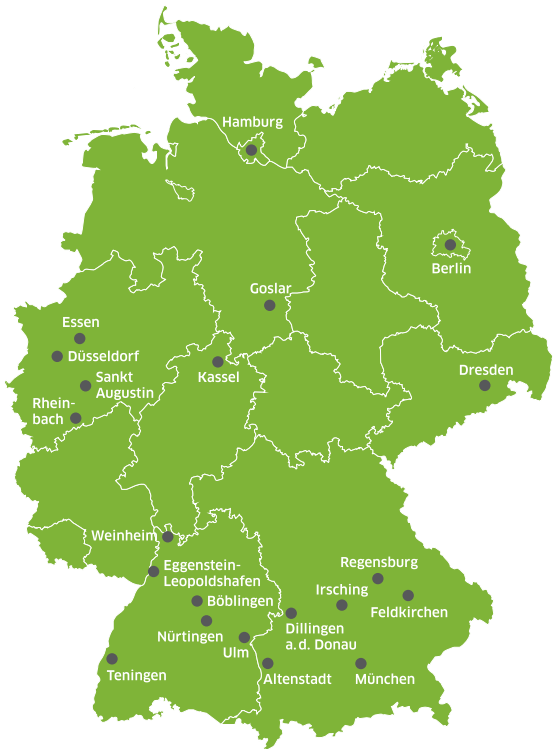 Hamburg
Berlin
Goslar
Essen
Düsseldorf
Kassel
Dresden
Sankt
Augustin
Rhein-
bach
Weinheim
Eggenstein-
Leopoldshafen
Regensburg
Irsching
Böblingen
Feldkirchen
Nürtingen
Dillingen
a. d. Donau
Ulm
Teningen
Altenstadt
München